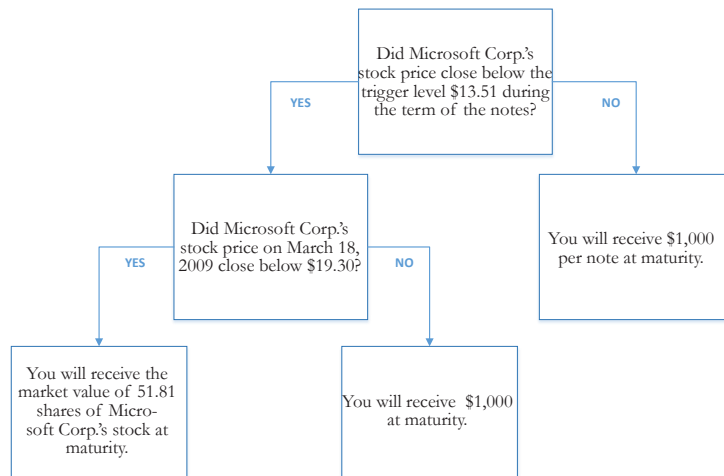 Did Microsoft Corp.'s
stock price close below the
trigger level $13.51 during
the term of the notes?
YES
NO
Did Microsoft Corp.'s
stock price on March 18,
2009 close below $19.30?
You will receive $1,000
per note at maturity.
YES
NO
You will receive the
market value of 51.81
shares of Micro-
soft Corp.'s stock at
maturity.
You will receive $1,000
at maturity.